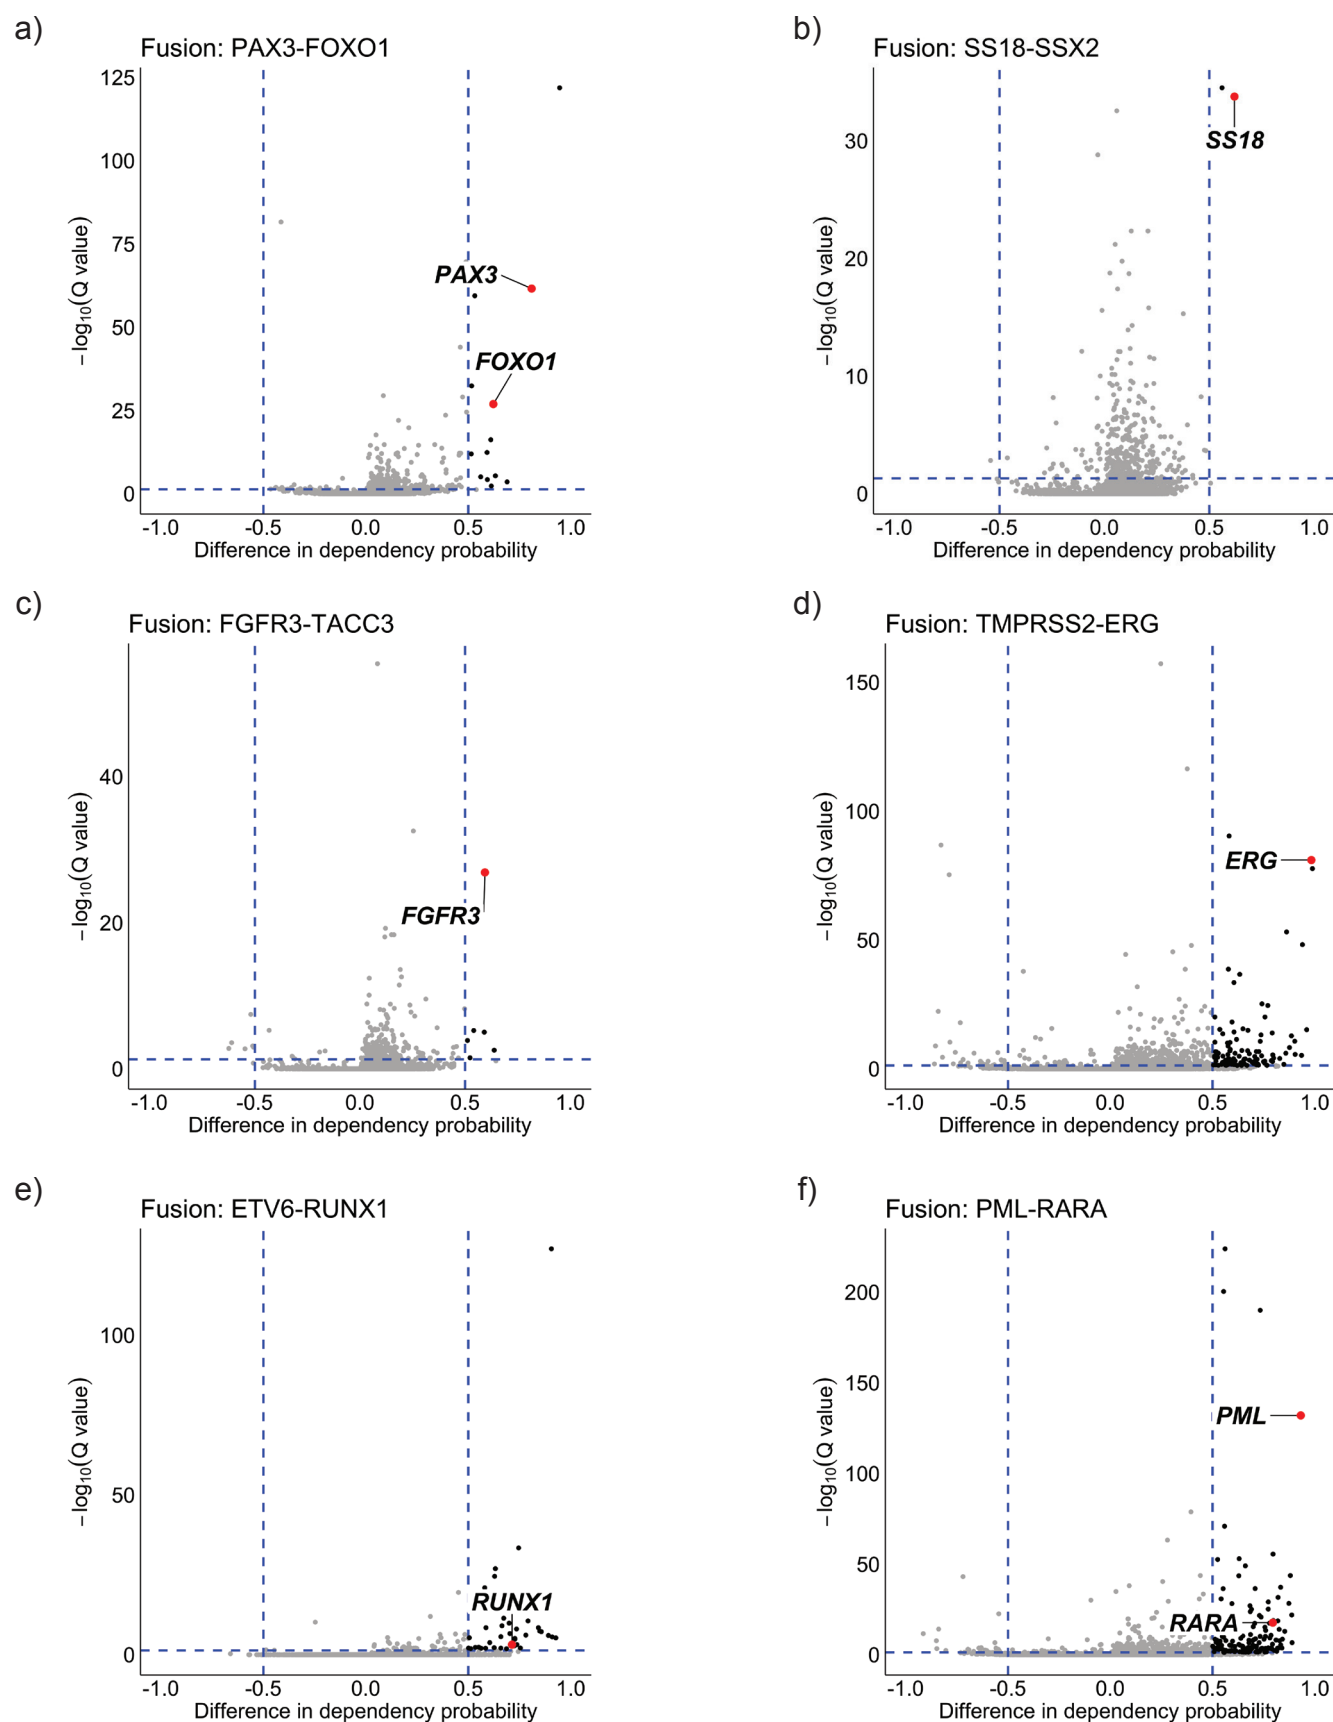 a)
Fusion: PAX3-FOXO1
125
100
75
50
25
0
−log10(Q value)
PAX3
FOXO1
-1.0 -0.5 0.0 0.5 1.0
Difference in dependency probability
b)
Fusion: SS18-SSX2
30
20
10
0
−log10(Q value)
SS18
-1.0 -0.5 0.0 0.5 1.0
Difference in dependency probability
c)
Fusion: FGFR3-TACC3
40
20
0
−log10(Q value)
FGFR3
-1.0 -0.5 0.0 0.5 1.0
Difference in dependency probability
d)
Fusion: TMPRSS2-ERG
150
100
50
0
−log10(Q value)
ERG
-1.0 -0.5 0.0 0.5 1.0
Difference in dependency probability
e)
Fusion: ETV6-RUNX1
100
50
0
−log10(Q value)
RUNX1
-1.0 -0.5 0.0 0.5 1.0
Difference in dependency probability
f)
Fusion: PML-RARA
200
150
100
50
0
−log10(Q value)
PML
RARA
-1.0 -0.5 0.0 0.5 1.0
Difference in dependency probability